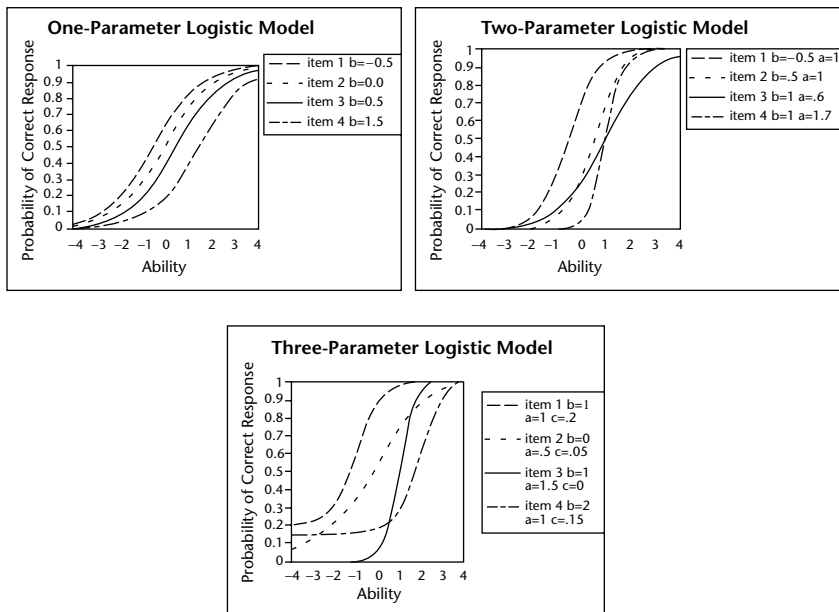 One-Parameter Logistic Model
Probability of Correct Response
1
0.9
0.8
0.7
0.6
0.5
0.4
0.3
0.2
0.1
0
−4 −3 −2 −1 0 1 2 3 4
Ability
item 1 b=−0.5
item 2 b=0.0
item 3 b=0.5
item 4 b=1.5
Two-Parameter Logistic Model
Probability of Correct Response
1
0.9
0.8
0.7
0.6
0.5
0.4
0.3
0.2
0.1
0
−4 −3 −2 −1 0 1 2 3 4
Ability
item 1 b=−0.5 a=1
item 2 b=.5 a=1
item 3 b=1 a=.6
item 4 b=1 a=1.7
Three-Parameter Logistic Model
Probability of Correct Response
1
0.9
0.8
0.7
0.6
0.5
0.4
0.3
0.2
0.1
0
−4 −3 −2 −1 0 1 2 3 4
Ability
item 1 b=1
a=1 c=.2
item 2 b=0
a=.5 c=.05
item 3 b=1
a=1.5 c=0
item 4 b=2
a=1 c=.15